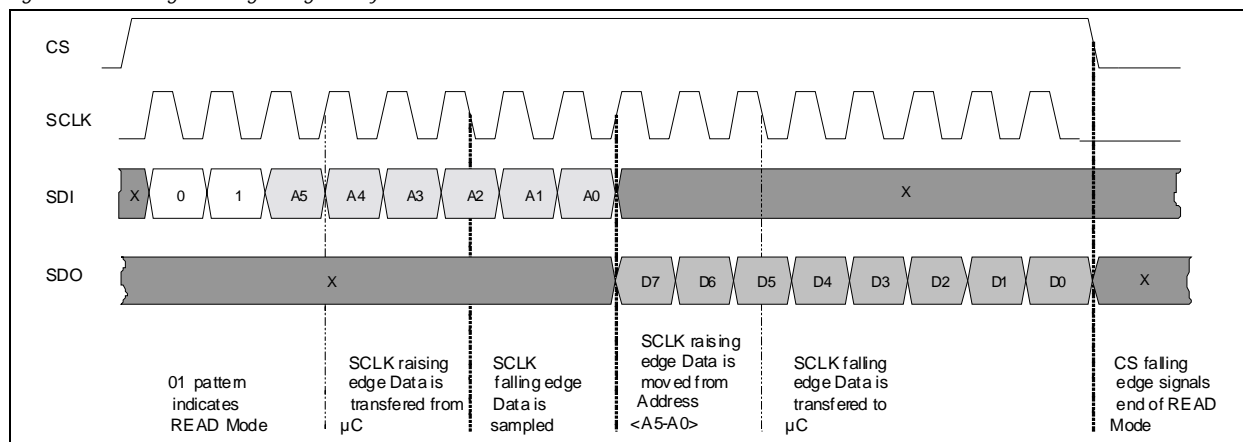 CS
SCLK
SDI
X 0 1 A5 A4 A3 A2 A1 A0 X
SDO
X D7 D6 D5 D4 D3 D2 D1 D0 X
01 pattern
indicates
READ Mode
SCLK raising
edge Data is
transfered from
µC
SCLK
falling edge
Data is
sampled
SCLK raising
edge Data is
moved from
Address
<A5-A0>
SCLK falling
edge Data is
transfered to
µC
CS falling
edge signals
end of READ
Mode